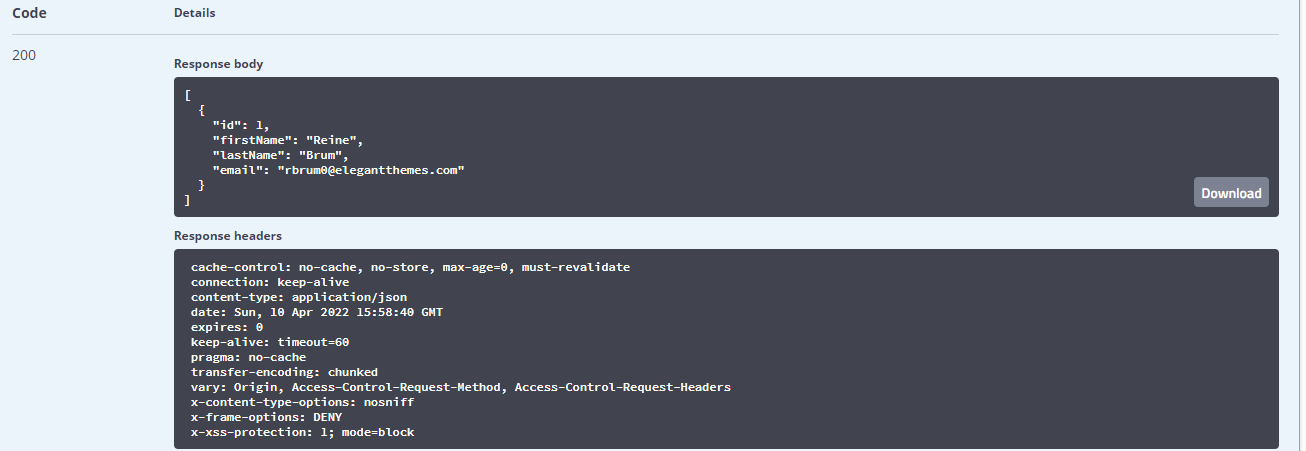 Code Details
200
Response body
[
  {
    "id": 1,
    "firstName": "Reine",
    "lastName": "Brum",
    "email": "rbrum0@elegantthemes.com"
  }
]
Download
Response headers
cache-control: no-cache, no-store, max-age=0, must-revalidate
connection: keep-alive
content-type: application/json
date: Sun, 10 Apr 2022 15:58:40 GMT
expires: 0
keep-alive: timeout=60
pragma: no-cache
transfer-encoding: chunked
vary: Origin, Access-Control-Request-Method, Access-Control-Request-Headers
x-content-type-options: nosniff
x-frame-options: DENY
x-xss-protection: 1; mode=block